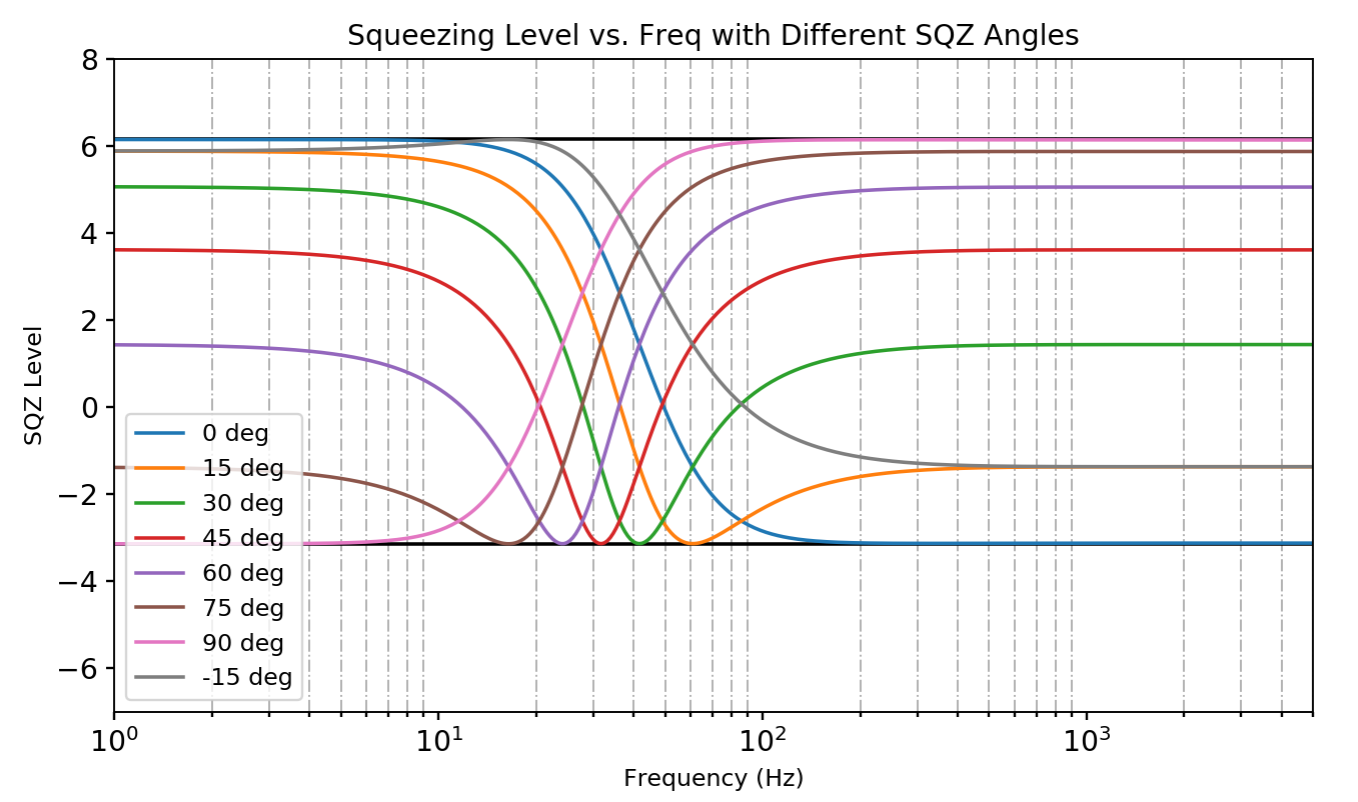 Squeezing Level vs. Freq with Different SQZ Angles
8
6
4
2
0
−2
−4
−6
SQZ Level
0 deg
15 deg
30 deg
45 deg
60 deg
75 deg
90 deg
-15 deg
10⁰ 10¹ 10² 10³
Frequency (Hz)